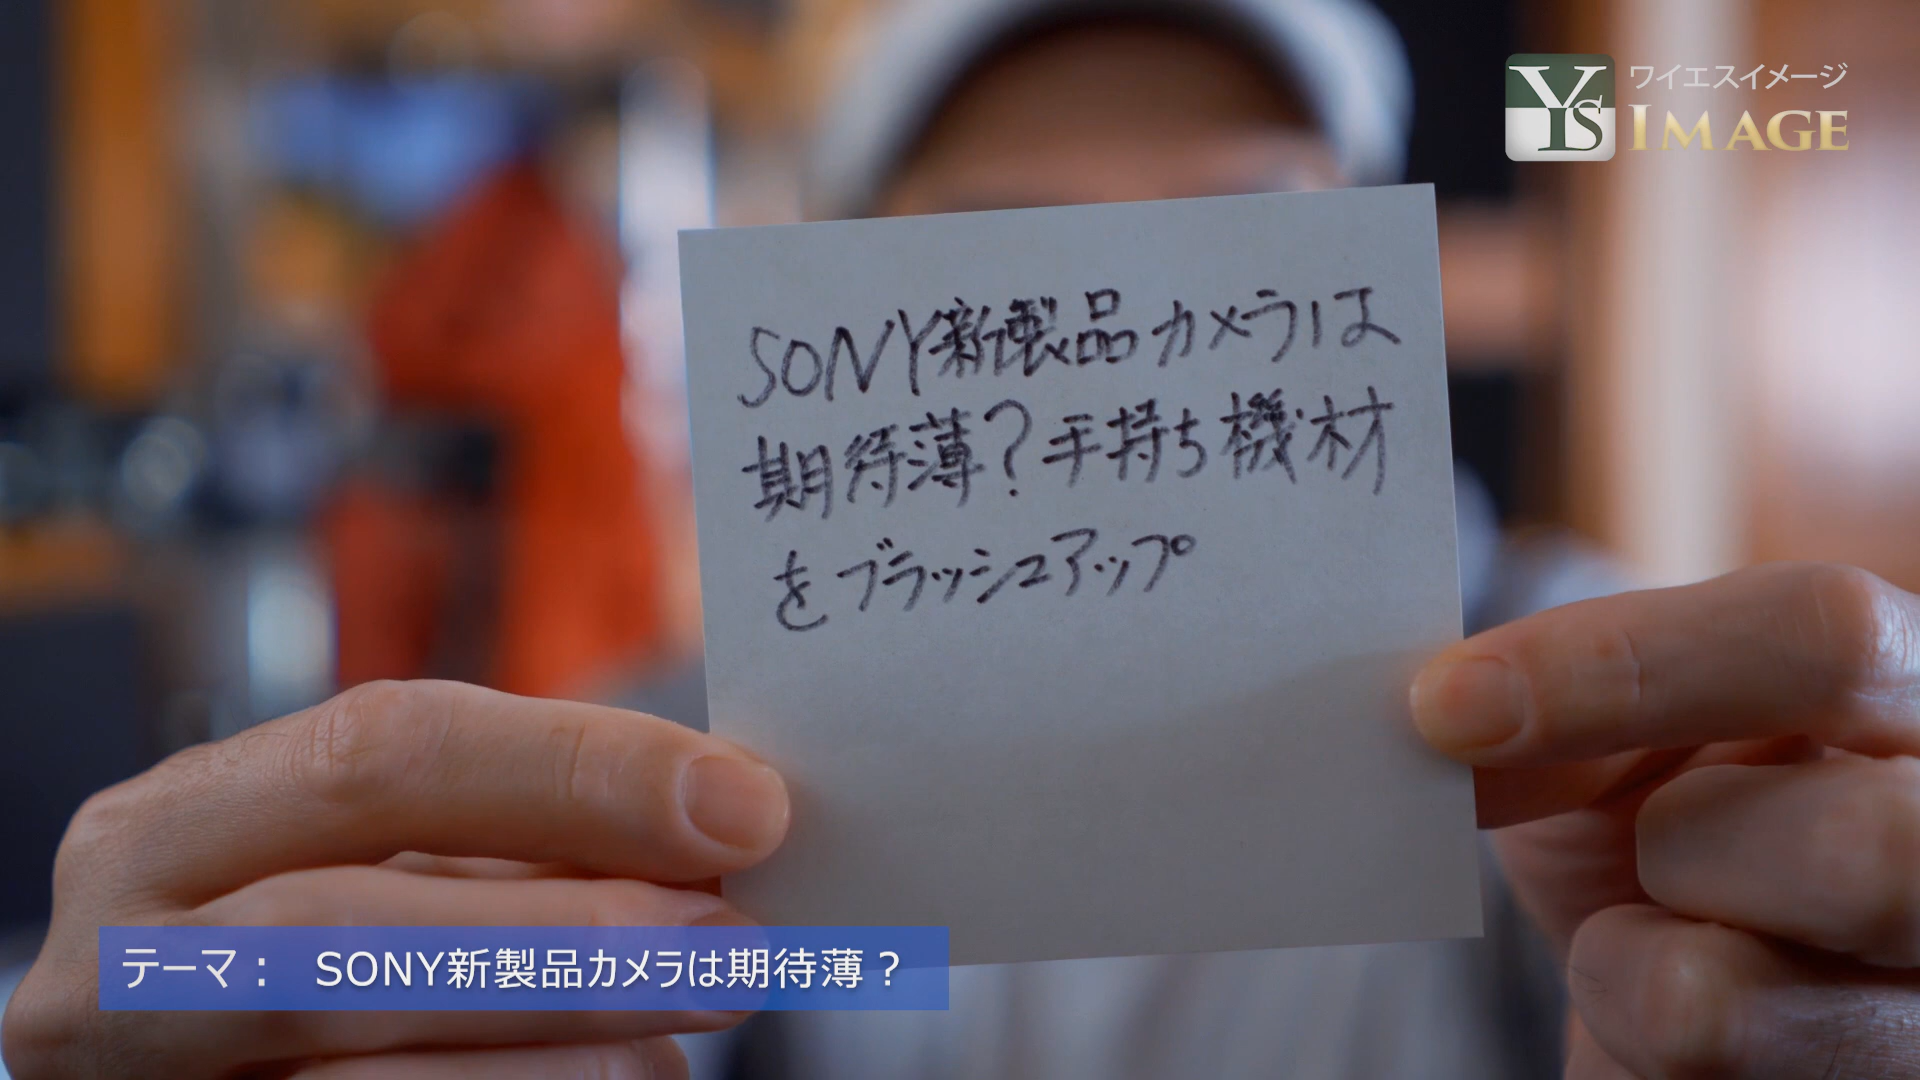 YS
ワイエスイメージ
IMAGE
SONY新製品カメラは
期待薄？手持ち機材
をブラッシュアップ
テーマ： SONY新製品カメラは期待薄？